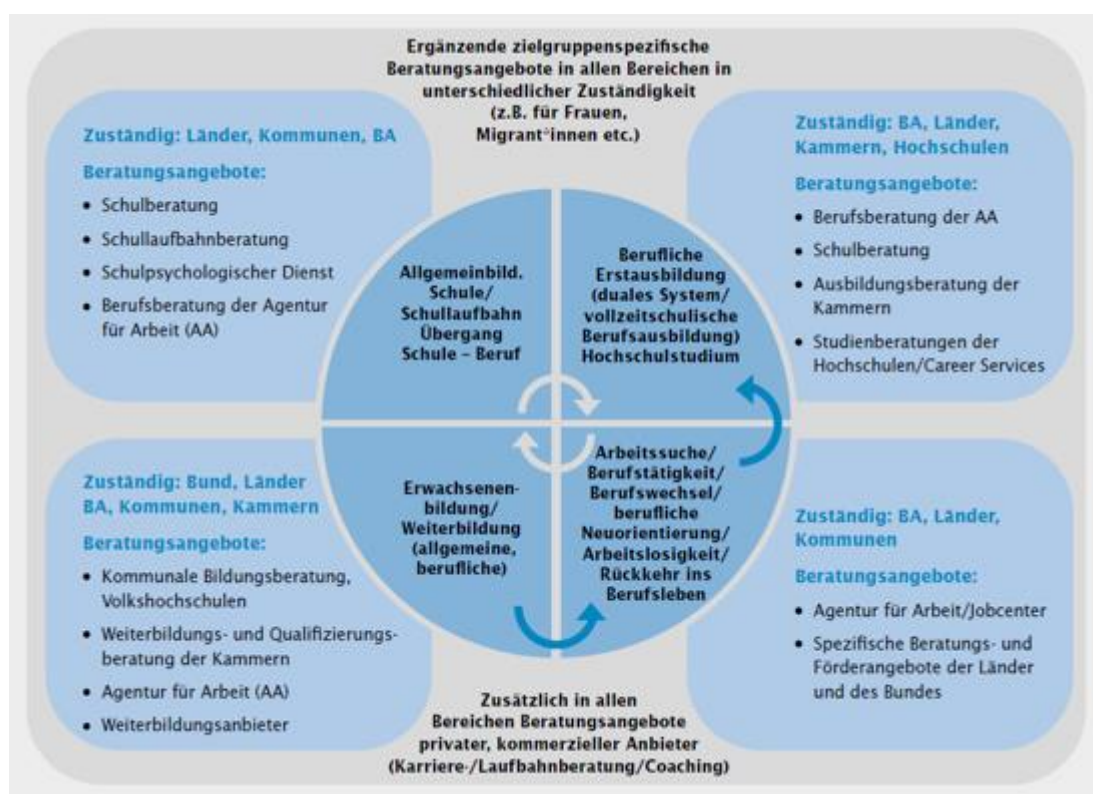 Ergänzende zielgruppenspezifische
Beratungsangebote in allen Bereichen in
unterschiedlicher Zuständigkeit
(z.B. für Frauen,
Migrant*innen etc.)
Zuständig: Länder, Kommunen, BA
Beratungsangebote:
• Schulberatung
• Schullaufbahnberatung
• Schulpsychologischer Dienst
• Berufsberatung der Agentur
für Arbeit (AA)
Zuständig: BA, Länder,
Kammern, Hochschulen
Beratungsangebote:
• Berufsberatung der AA
• Schulberatung
• Ausbildungsberatung der
Kammern
• Studienberatungen der
Hochschulen/Career Services
Allgemeinbild.
Schule/
Schullaufbahn
Übergang
Schule – Beruf
Berufliche
Erstausbildung
(duales System/
vollzeitschulische
Berufsausbildung)
Hochschulstudium
Erwachsenen-
bildung/
Weiterbildung
(allgemeine,
berufliche)
Arbeitssuche/
Berufstätigkeit/
Berufswechsel/
berufliche
Neuorientierung/
Arbeitslosigkeit/
Rückkehr ins
Berufsleben
Zuständig: Bund, Länder
BA, Kommunen, Kammern
Beratungsangebote:
• Kommunale Bildungsberatung,
Volkshochschulen
• Weiterbildungs- und Qualifizierungs-
beratung der Kammern
• Agentur für Arbeit (AA)
• Weiterbildungsanbieter
Zuständig: BA, Länder,
Kommunen
Beratungsangebote:
• Agentur für Arbeit/Jobcenter
• Spezifische Beratungs- und
Förderangebote der Länder
und des Bundes
Zusätzlich in allen
Bereichen Beratungsangebote
privater, kommerzieller Anbieter
(Karriere-/Laufbahnberatung/Coaching)